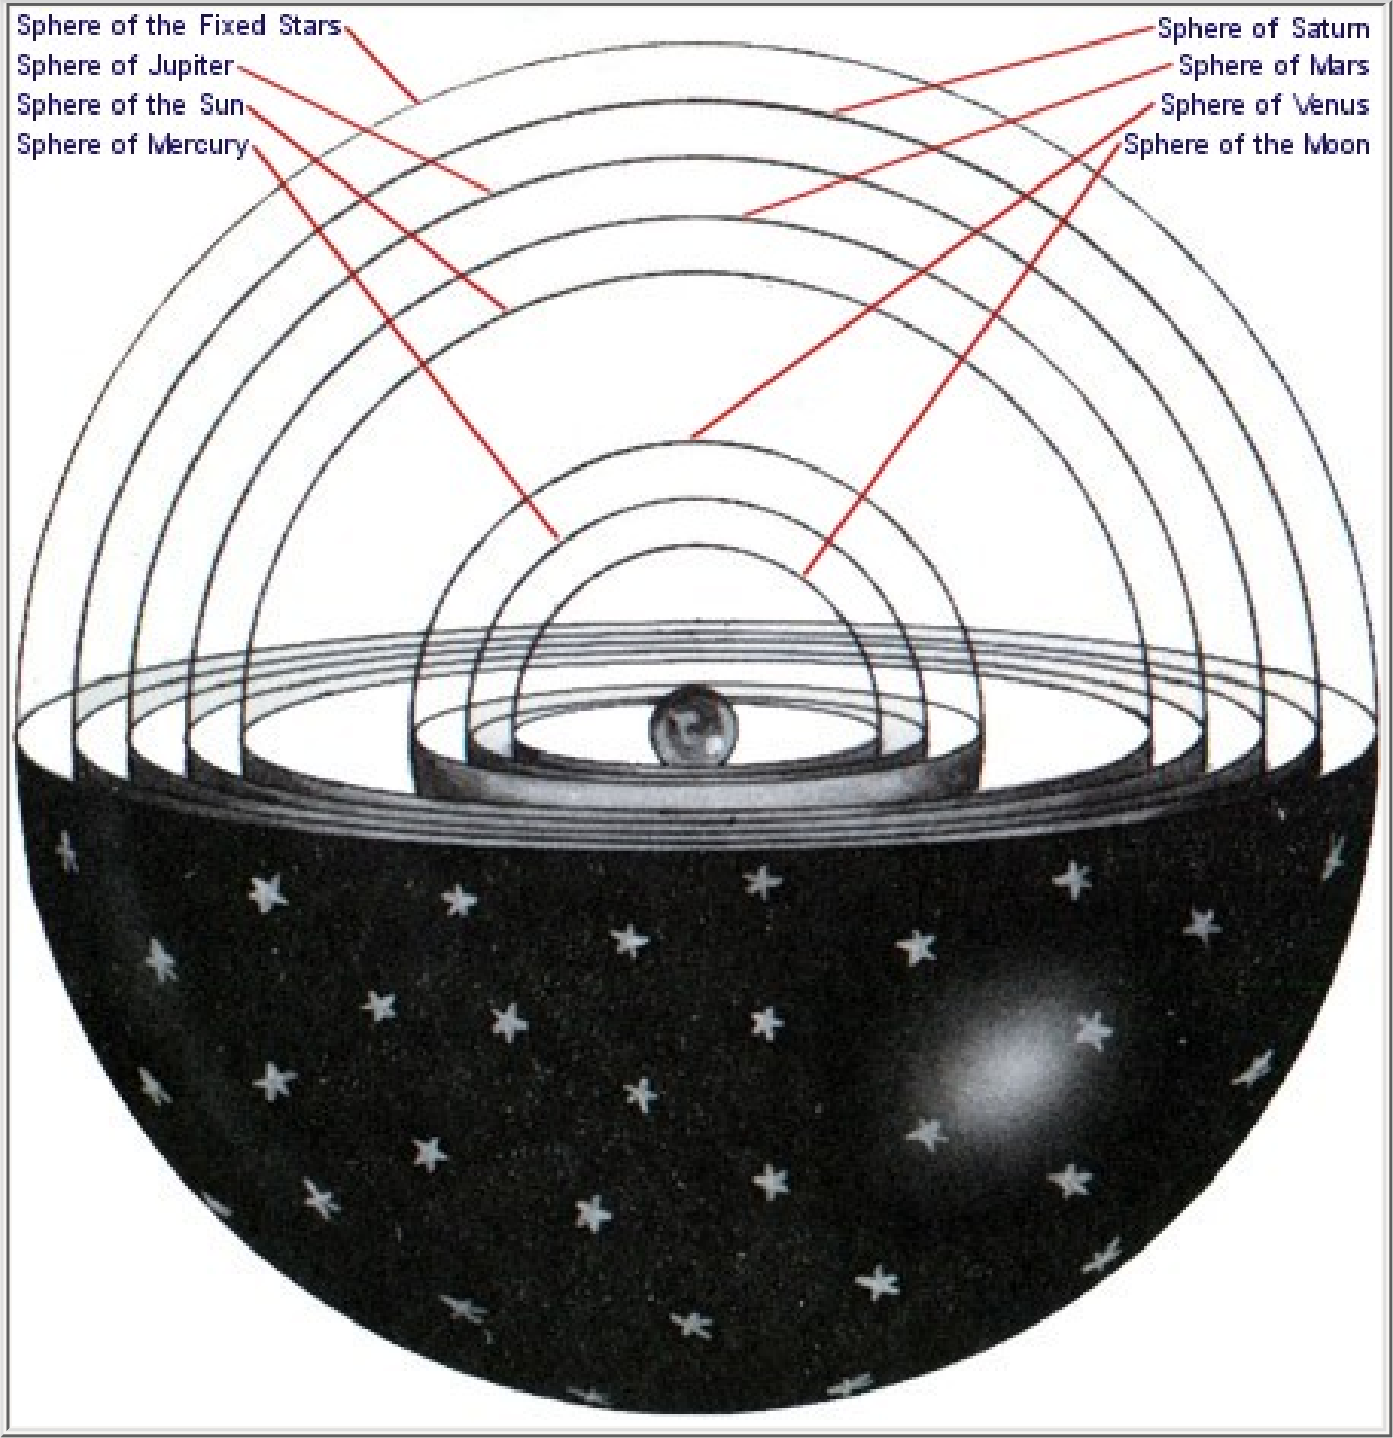 Sphere of the Fixed Stars
Sphere of Jupiter
Sphere of the Sun
Sphere of Mercury
Sphere of Saturn
Sphere of Mars
Sphere of Venus
Sphere of the Moon